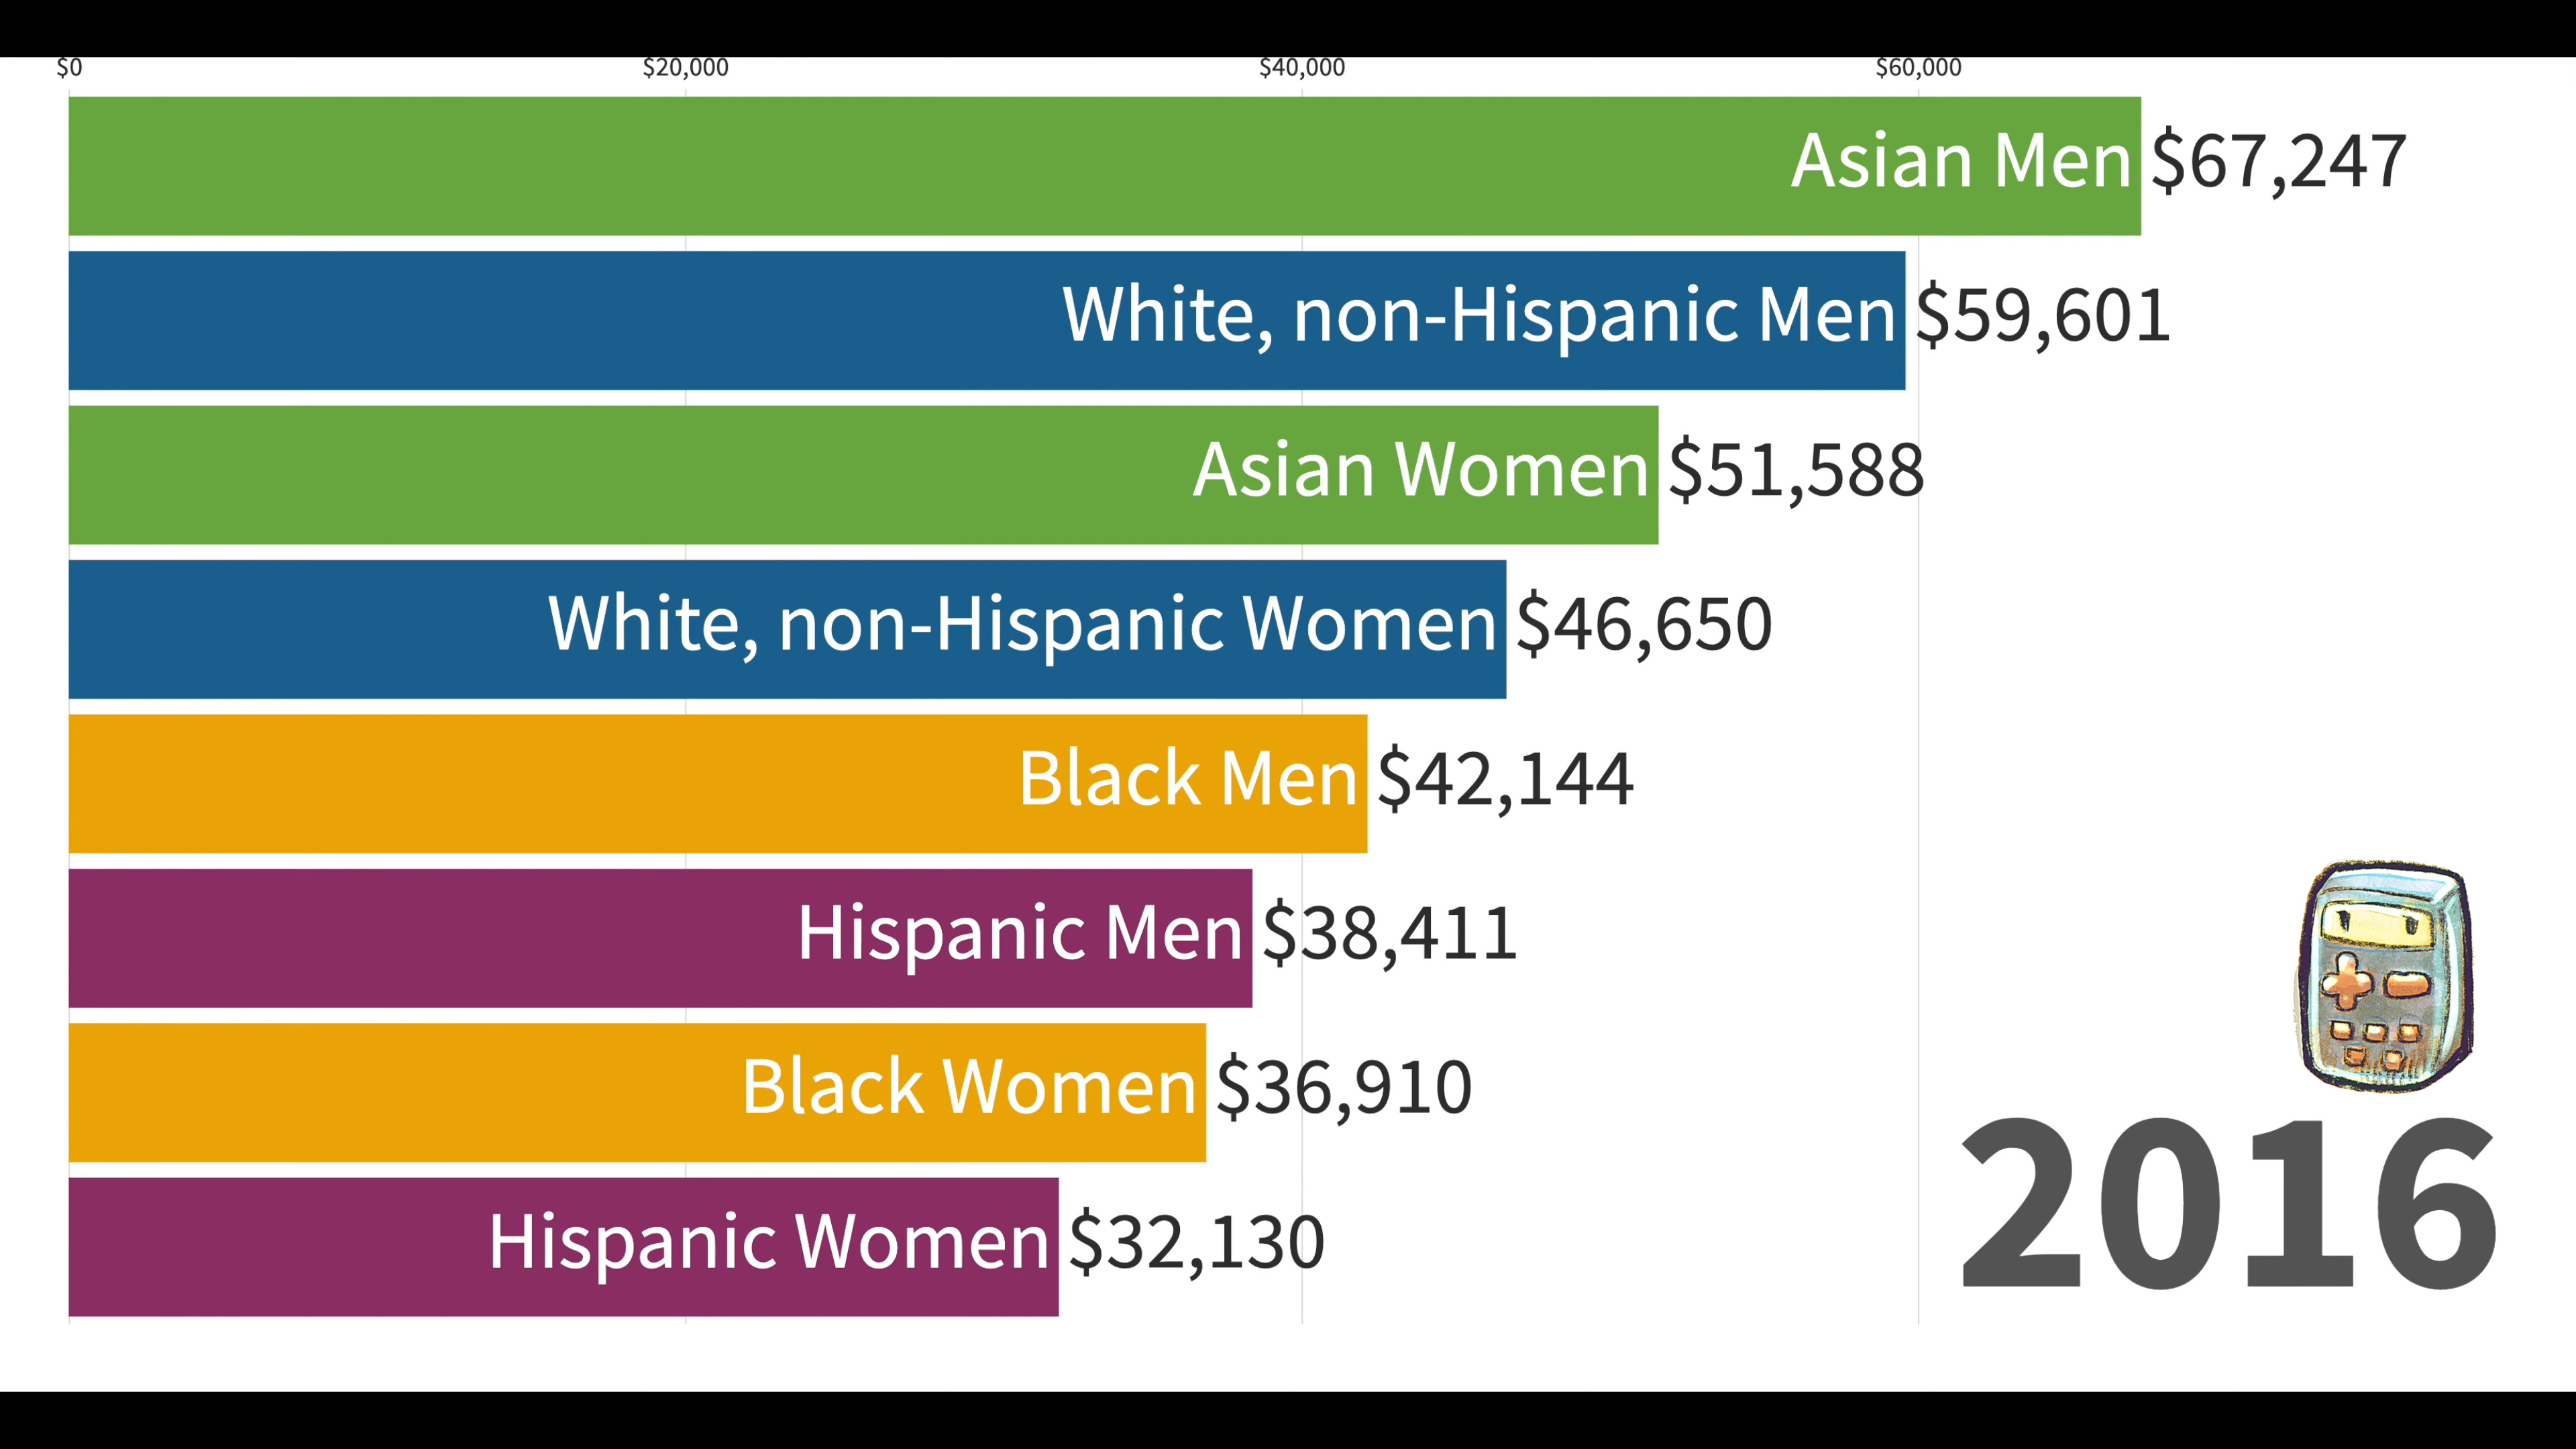 $0 $20,000 $40,000 $60,000
Asian Men $67,247
White, non-Hispanic Men $59,601
Asian Women $51,588
White, non-Hispanic Women $46,650
Black Men $42,144
Hispanic Men $38,411
Black Women $36,910
Hispanic Women $32,130
2016